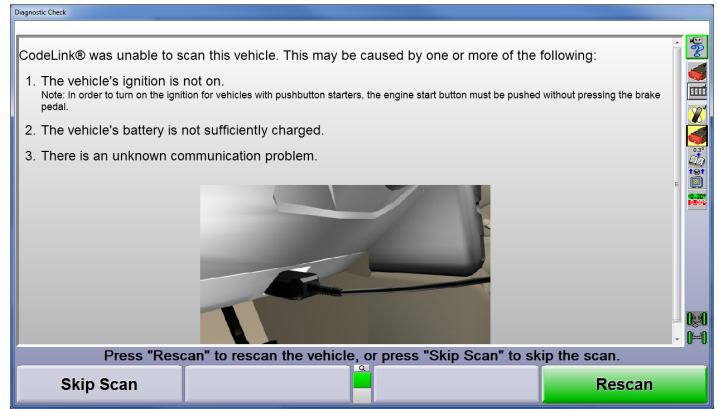 Diagnostic Check
CodeLink® was unable to scan this vehicle. This may be caused by one or more of the following:
1. The vehicle's ignition is not on.
Note: In order to turn on the ignition for vehicles with pushbutton starters, the engine start button must be pushed without pressing the brake
pedal.
2. The vehicle's battery is not sufficiently charged.
3. There is an unknown communication problem.
0.3°
Press "Rescan" to rescan the vehicle, or press "Skip Scan" to skip the scan.
Skip Scan
Rescan